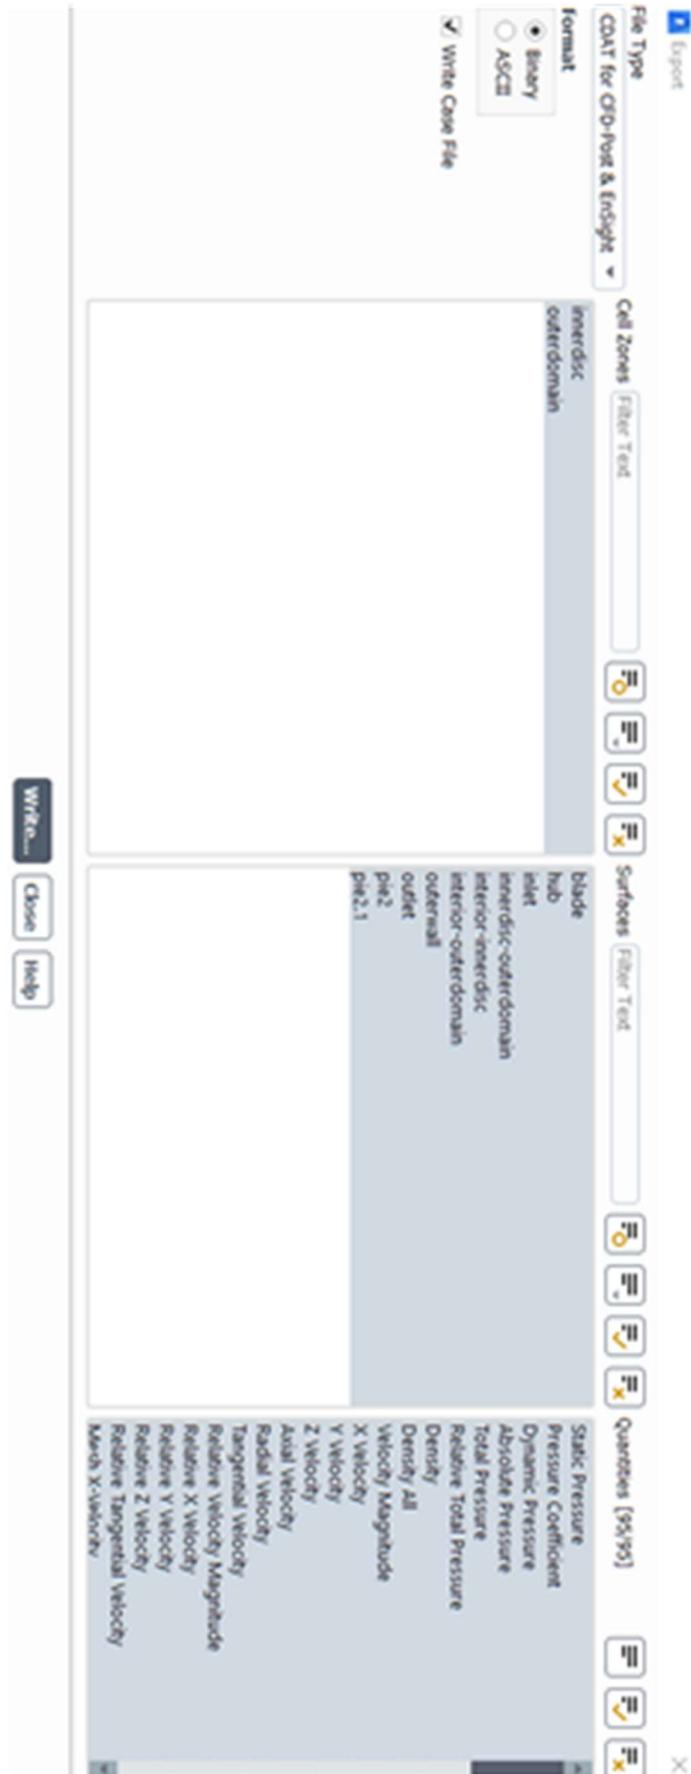 Export
File Type
CDAT for CFD-Post & EnSight
Format
Binary
ASCII
Write Case File
Cell Zones
Filter Text
innerdisc
outerdomain
Surfaces
Filter Text
blade
hub
inlet
innerdisc-outerdomain
interior-innerdisc
interior-outerdomain
outerwall
outlet
pie2
pie2.1
Quantities [95/95]
Static Pressure
Pressure Coefficient
Dynamic Pressure
Absolute Pressure
Total Pressure
Relative Total Pressure
Density
Density All
Velocity Magnitude
X Velocity
Y Velocity
Z Velocity
Axial Velocity
Radial Velocity
Tangential Velocity
Relative Velocity Magnitude
Relative X Velocity
Relative Y Velocity
Relative Z Velocity
Relative Tangential Velocity
Mesh X-Velocity
Write...
Close
Help